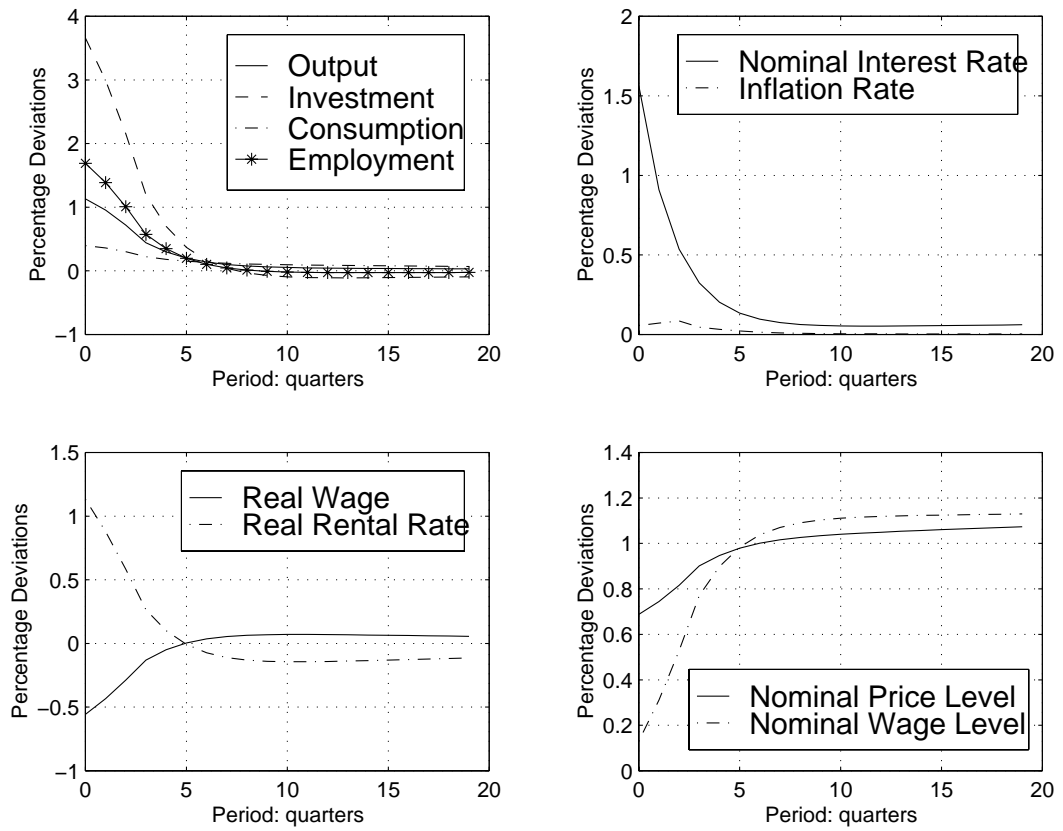 4
3
2
1
0
−1
Percentage Deviations
Output
Investment
Consumption
Employment
0 5 10 15 20
Period: quarters
2
1.5
1
0.5
0
Percentage Deviations
Nominal Interest Rate
Inflation Rate
0 5 10 15 20
Period: quarters
1.5
1
0.5
0
−0.5
−1
Percentage Deviations
Real Wage
Real Rental Rate
0 5 10 15 20
Period: quarters
1.4
1.2
1
0.8
0.6
0.4
0.2
0
Percentage Deviations
Nominal Price Level
Nominal Wage Level
0 5 10 15 20
Period: quarters